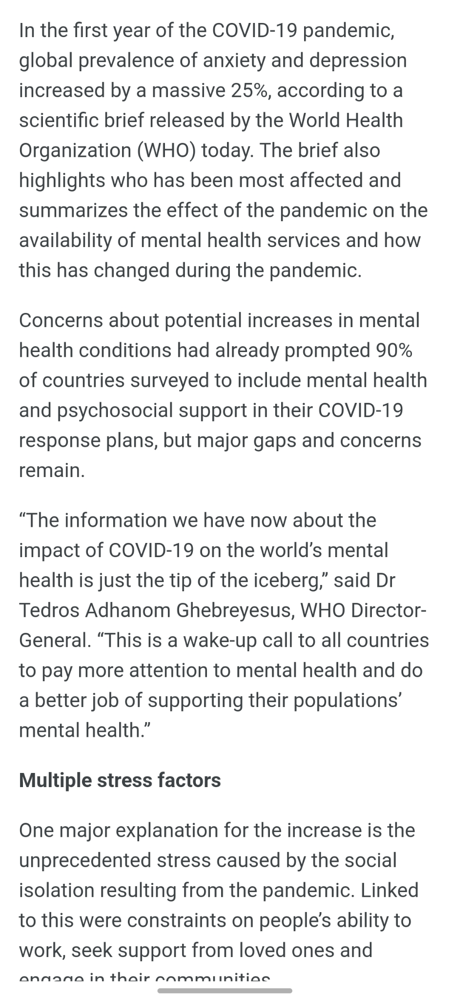 In the first year of the COVID-19 pandemic,
global prevalence of anxiety and depression
increased by a massive 25%, according to a
scientific brief released by the World Health
Organization (WHO) today. The brief also
highlights who has been most affected and
summarizes the effect of the pandemic on the
availability of mental health services and how
this has changed during the pandemic.
Concerns about potential increases in mental
health conditions had already prompted 90%
of countries surveyed to include mental health
and psychosocial support in their COVID-19
response plans, but major gaps and concerns
remain.
“The information we have now about the
impact of COVID-19 on the world’s mental
health is just the tip of the iceberg,” said Dr
Tedros Adhanom Ghebreyesus, WHO Director-
General. “This is a wake-up call to all countries
to pay more attention to mental health and do
a better job of supporting their populations’
mental health.”
Multiple stress factors
One major explanation for the increase is the
unprecedented stress caused by the social
isolation resulting from the pandemic. Linked
to this were constraints on people’s ability to
work, seek support from loved ones and
engage in their communities